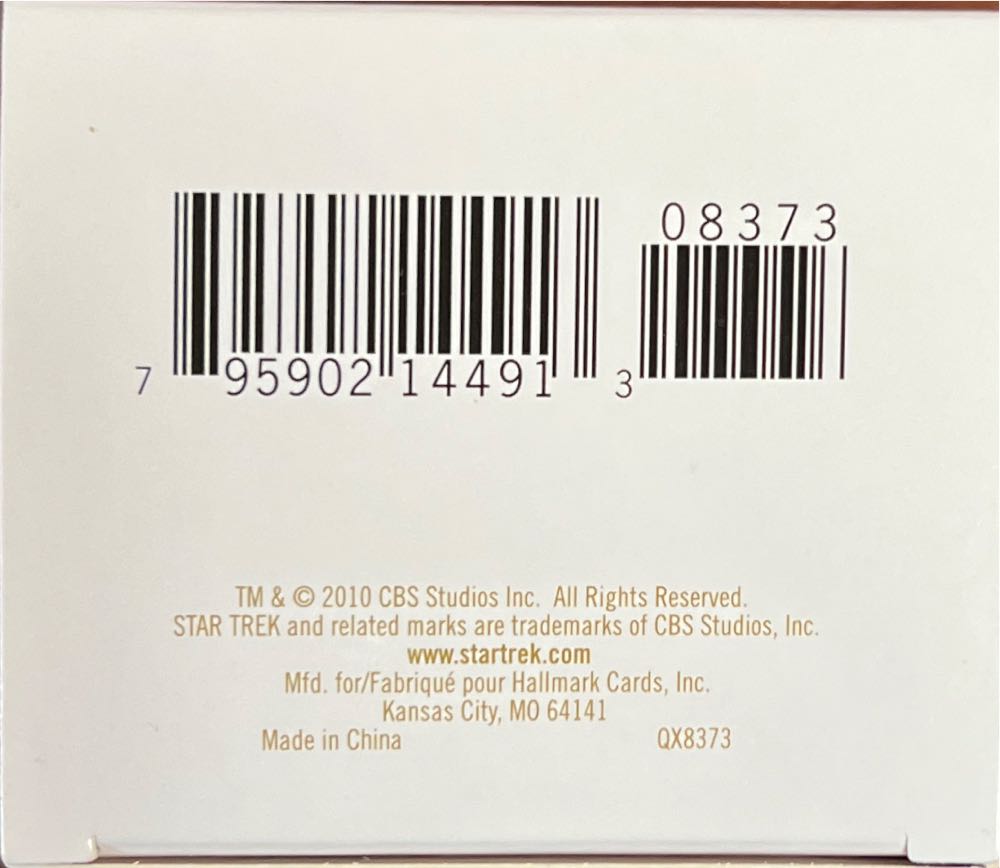 08373
7 95902 14491 3
TM & © 2010 CBS Studios Inc. All Rights Reserved.
STAR TREK and related marks are trademarks of CBS Studios, Inc.
www.startrek.com
Mfd. for/Fabriqué pour Hallmark Cards, Inc.
Kansas City, MO 64141
Made in China QX8373